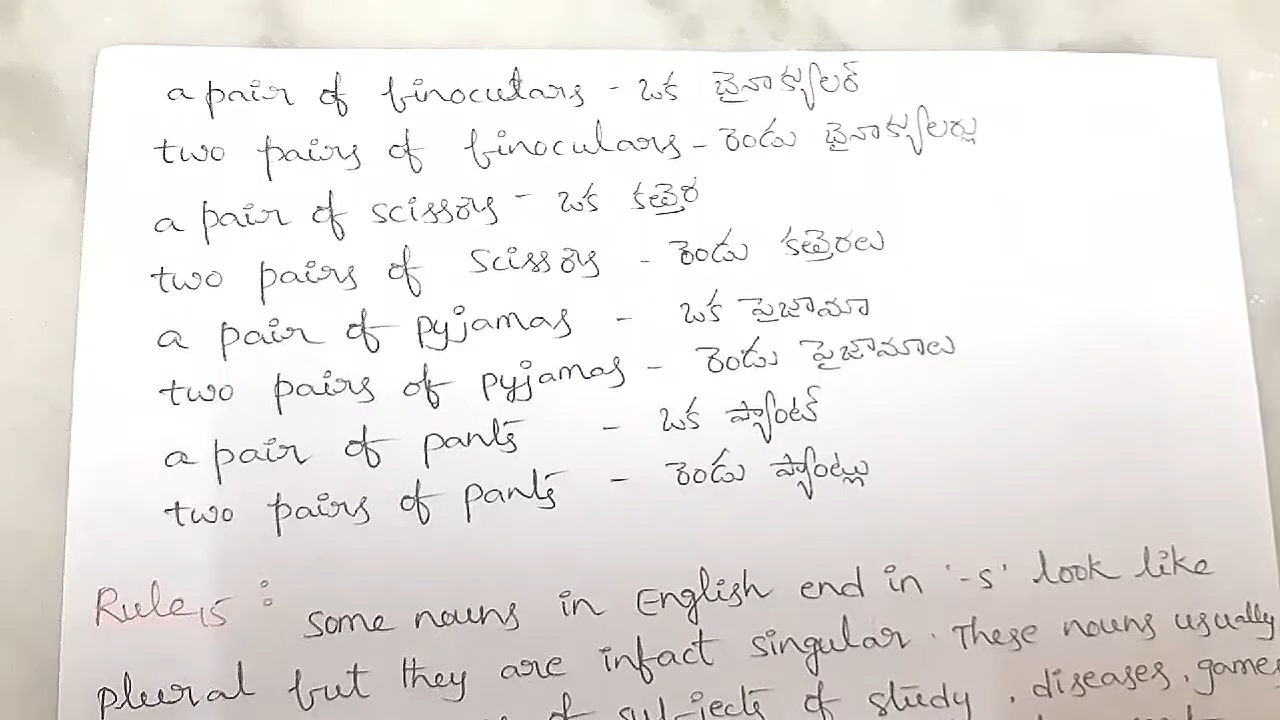 a pair of binoculars - ఒక బైనాక్యులర్
two pairs of binoculars - రెండు బైనాక్యులర్లు
a pair of scissors - ఒక కత్తెర
two pairs of scissors - రెండు కత్తెరలు
a pair of pyjamas - ఒక పైజామా
two pairs of pyjamas - రెండు పైజామాలు
a pair of pants - ఒక ప్యాంట్
two pairs of pants - రెండు ప్యాంట్లు
Rule 15 : some nouns in English end in '-s' look like
plural but they are infact singular. These nouns usually
of subjects of study, diseases, games